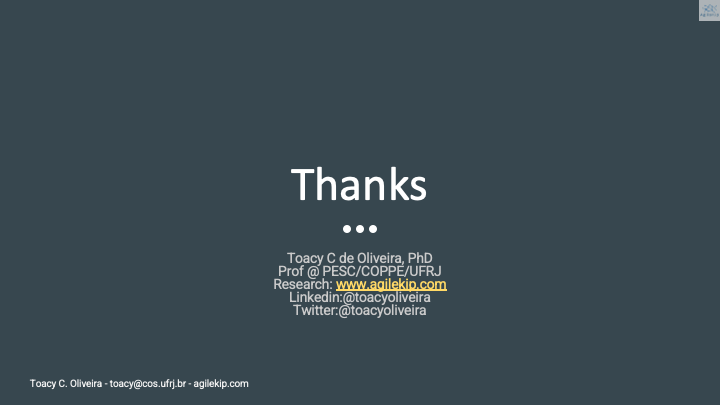 agilekip
Thanks
Toacy C de Oliveira, PhD
Prof @ PESC/COPPE/UFRJ
Research: www.agilekip.com
Linkedin:@toacyoliveira
Twitter:@toacyoliveira
Toacy C. Oliveira - toacy@cos.ufrj.br - agilekip.com